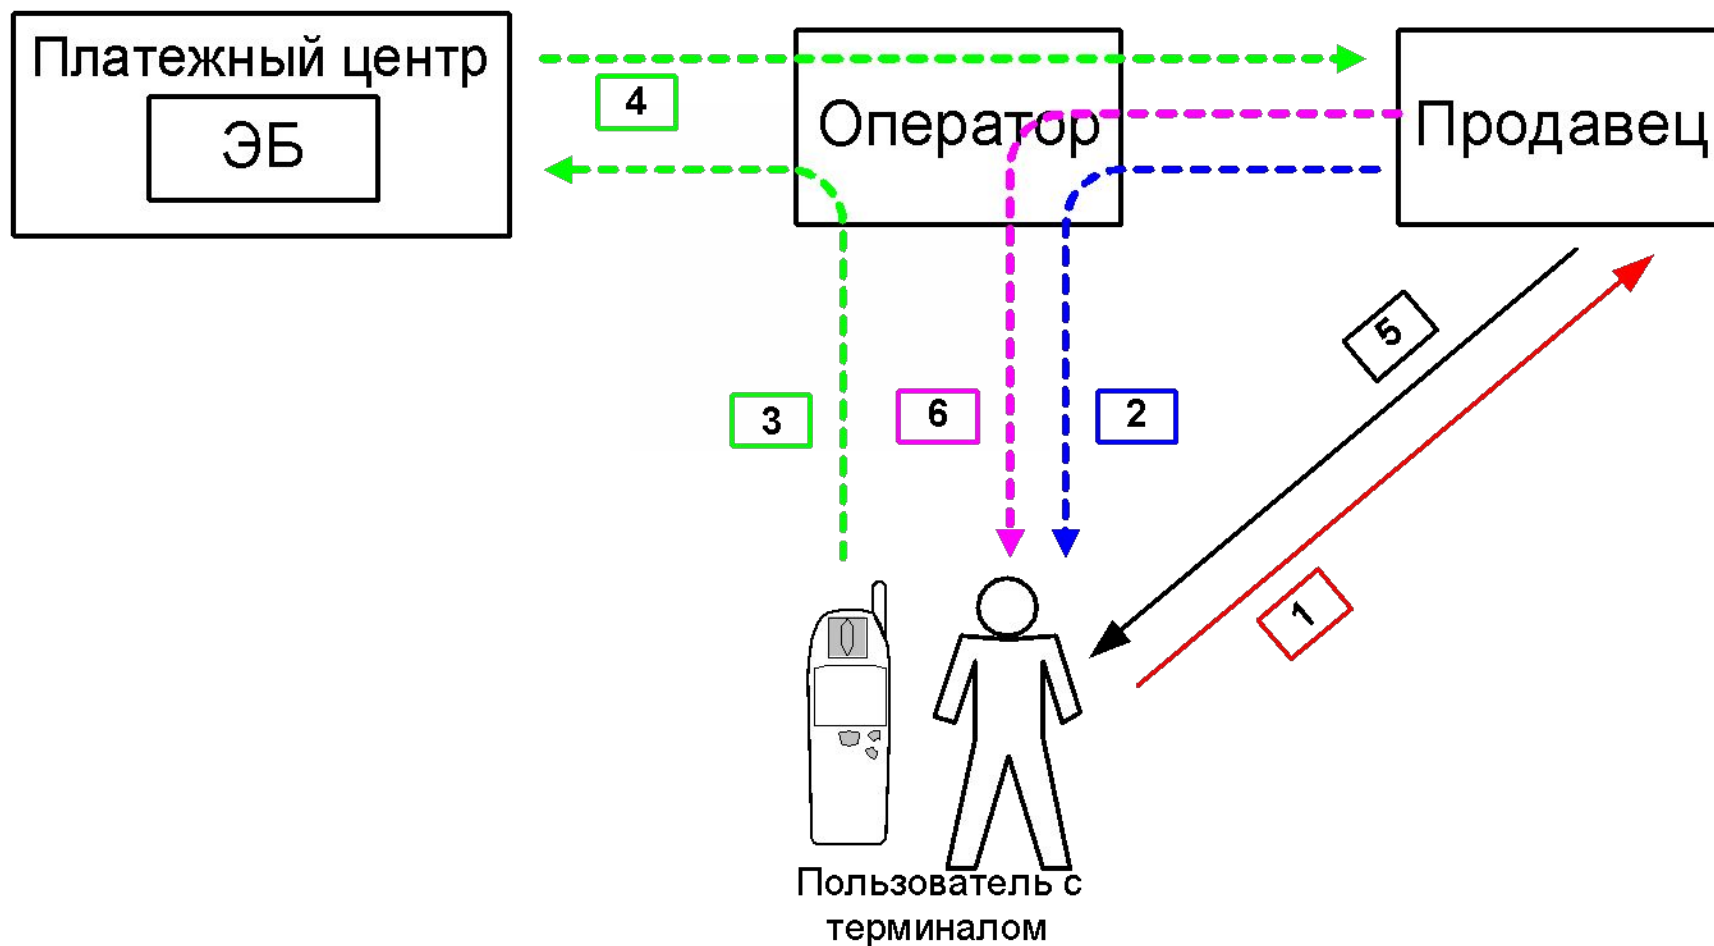 Платежный центр
ЭБ
4
Оператор
Продавец
5
3
6
2
1
Пользователь с
терминалом